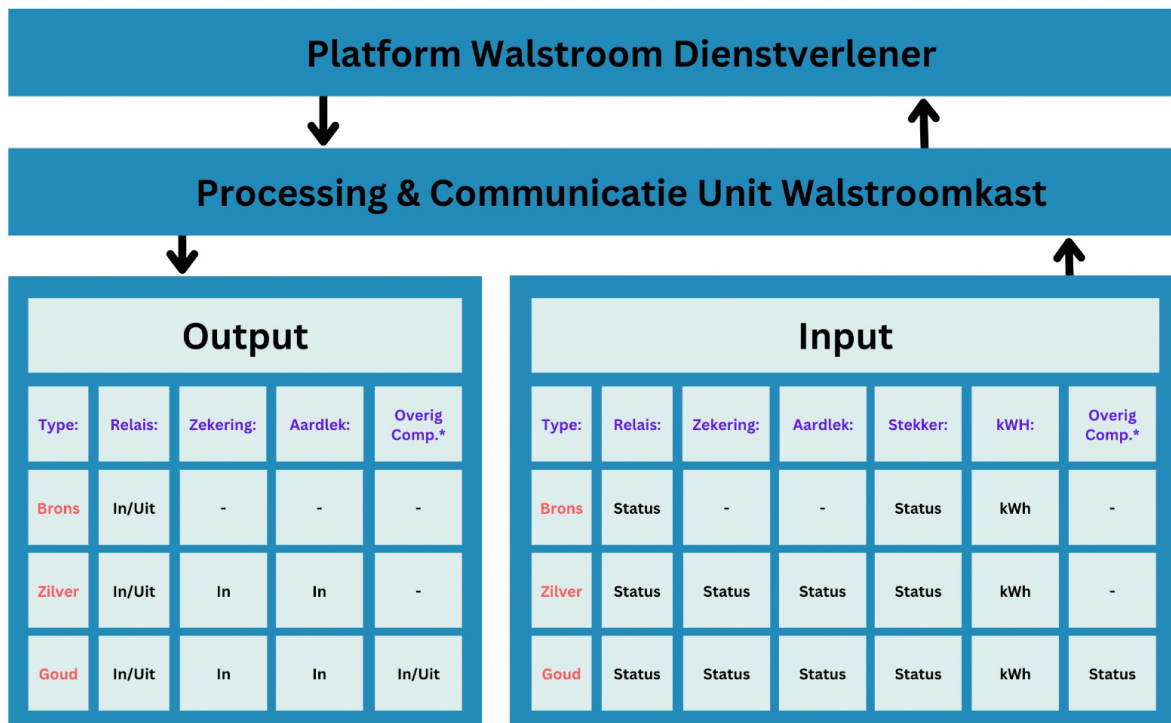 Platform Walstroom Dienstverlener
Processing & Communicatie Unit Walstroomkast
Output
Type: Relais: Zekering: Aardlek: Overig Comp.*
Brons In/Uit - - -
Zilver In/Uit In In -
Goud In/Uit In In In/Uit
Input
Type: Relais: Zekering: Aardlek: Stekker: kWH: Overig Comp.*
Brons Status - - Status kWh -
Zilver Status Status Status Status kWh -
Goud Status Status Status Status kWh Status